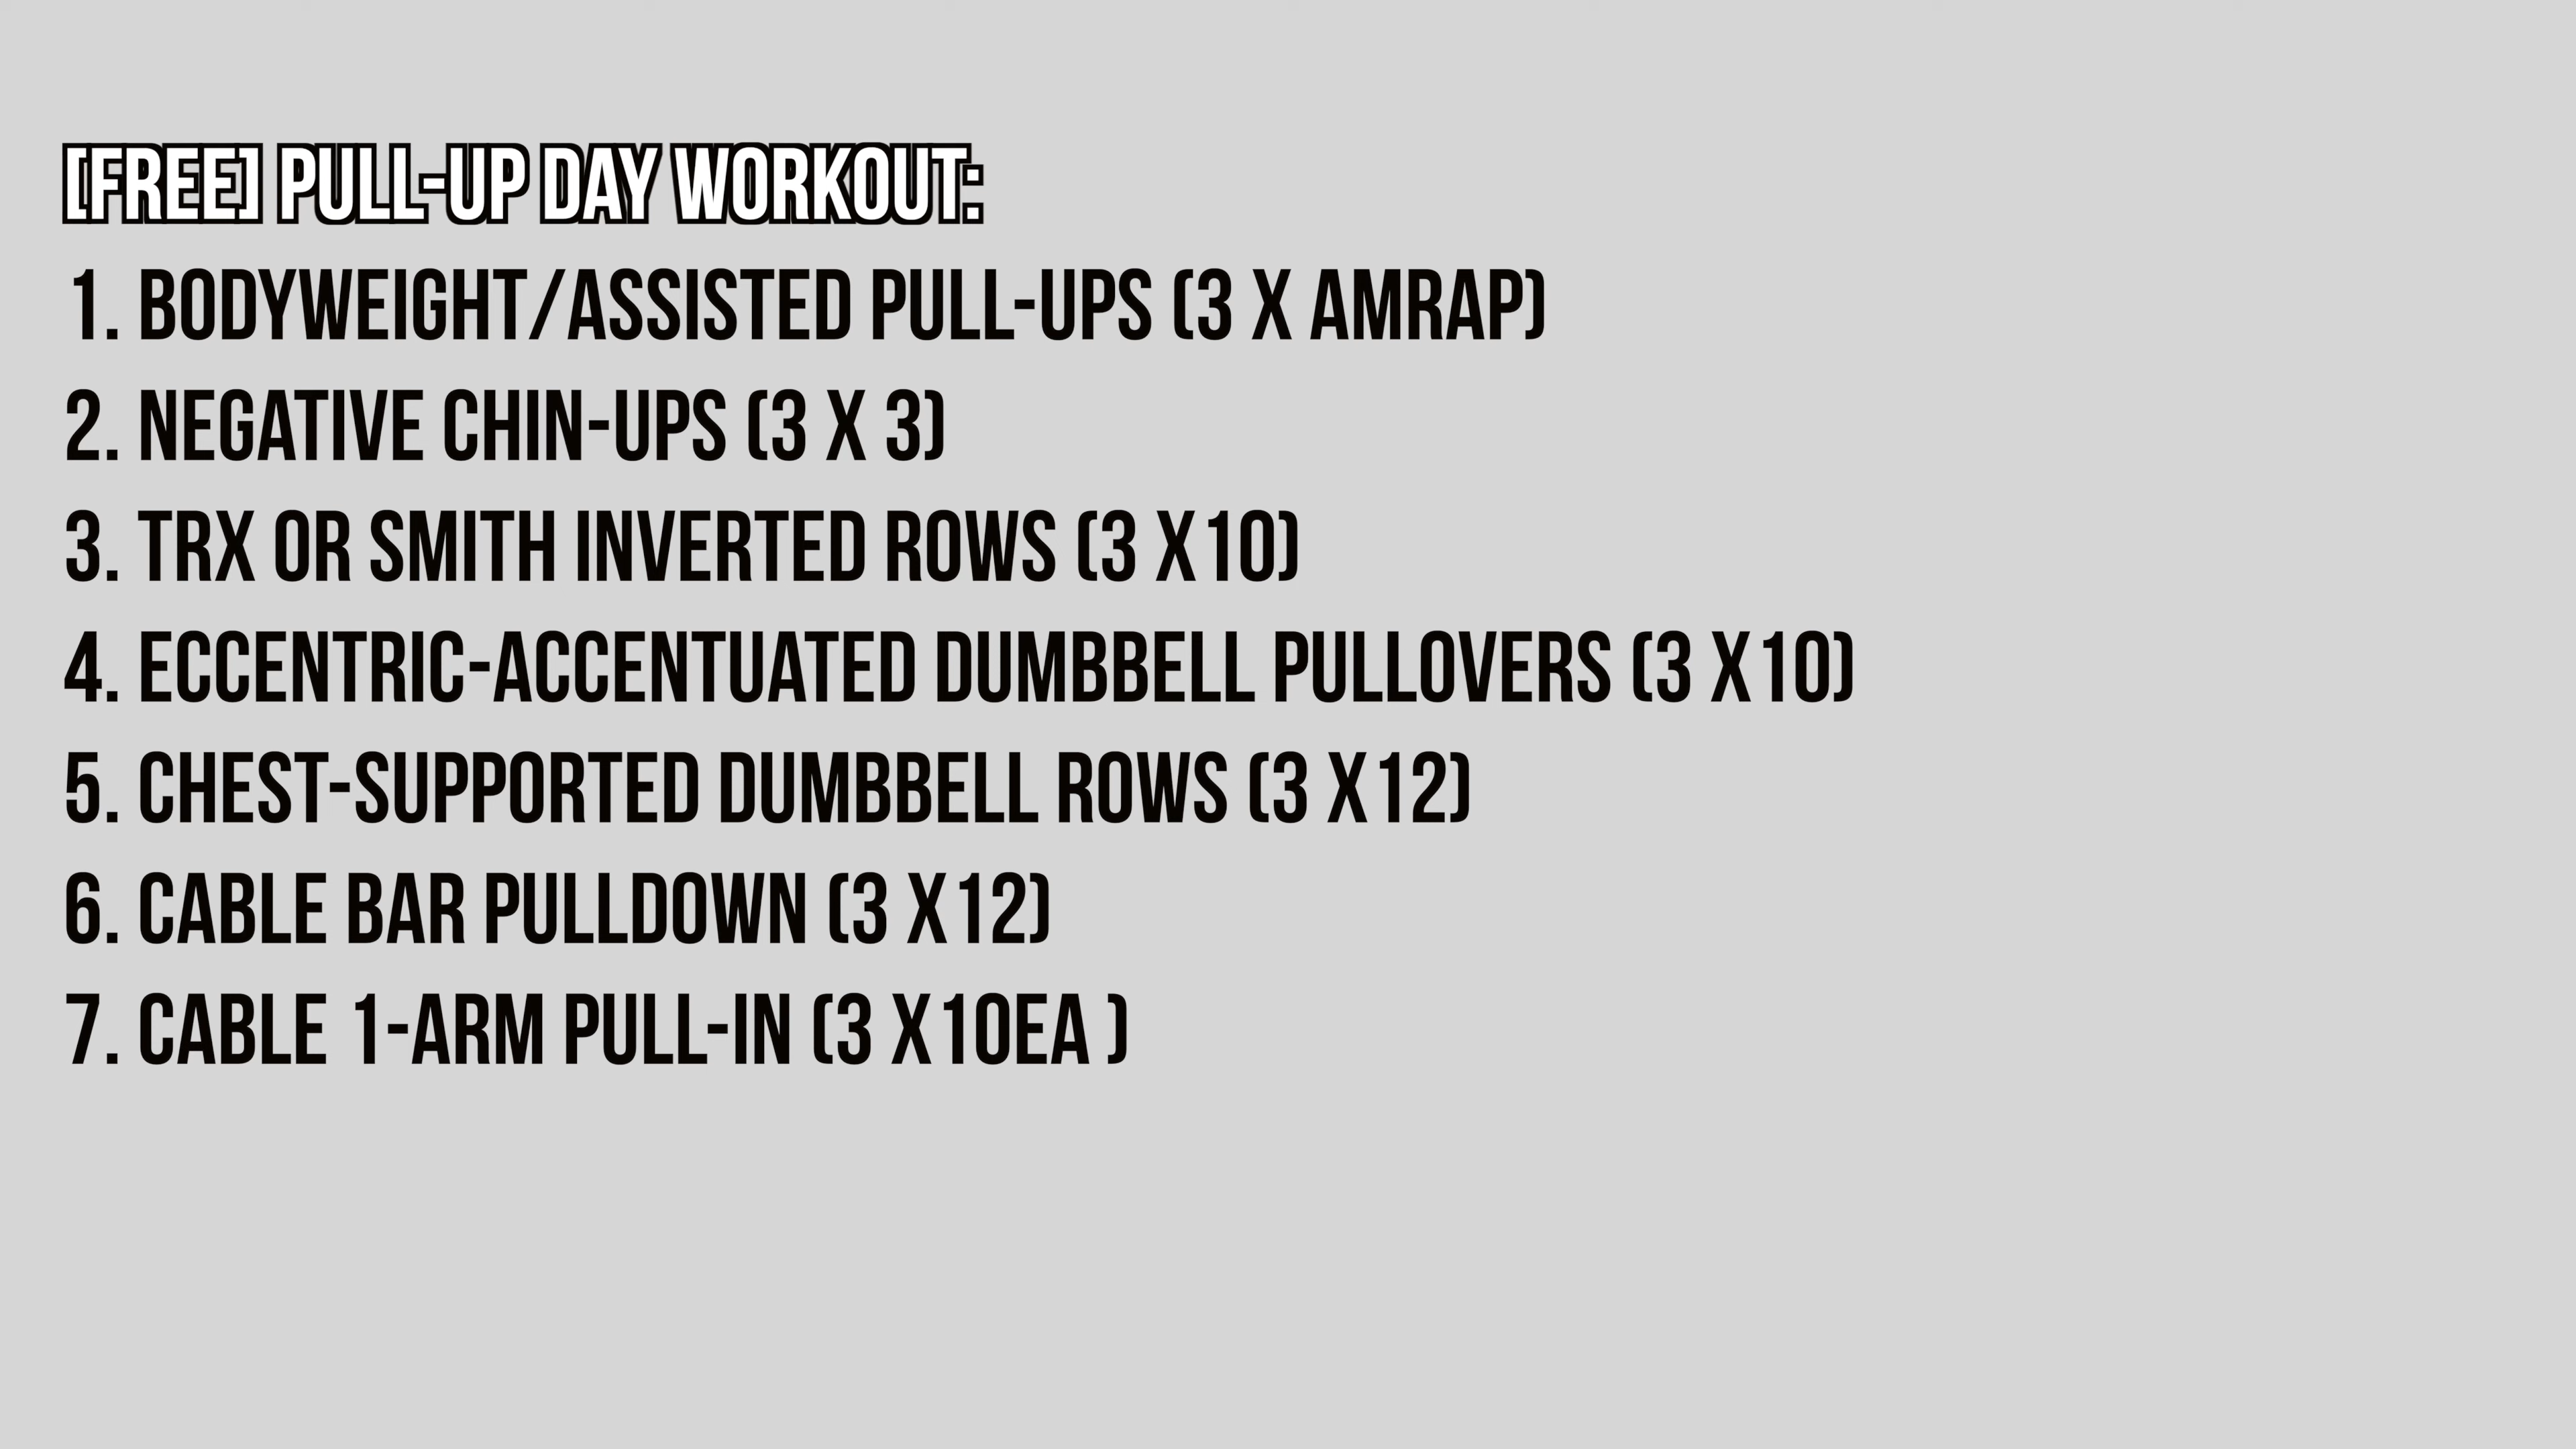 [FREE] PULL-UP DAY WORKOUT:
1. BODYWEIGHT/ASSISTED PULL-UPS (3 X AMRAP)
2. NEGATIVE CHIN-UPS (3 X 3)
3. TRX OR SMITH INVERTED ROWS (3 X10)
4. ECCENTRIC-ACCENTUATED DUMBBELL PULLOVERS (3 X10)
5. CHEST-SUPPORTED DUMBBELL ROWS (3 X12)
6. CABLE BAR PULLDOWN (3 X12)
7. CABLE 1-ARM PULL-IN (3 X10EA )